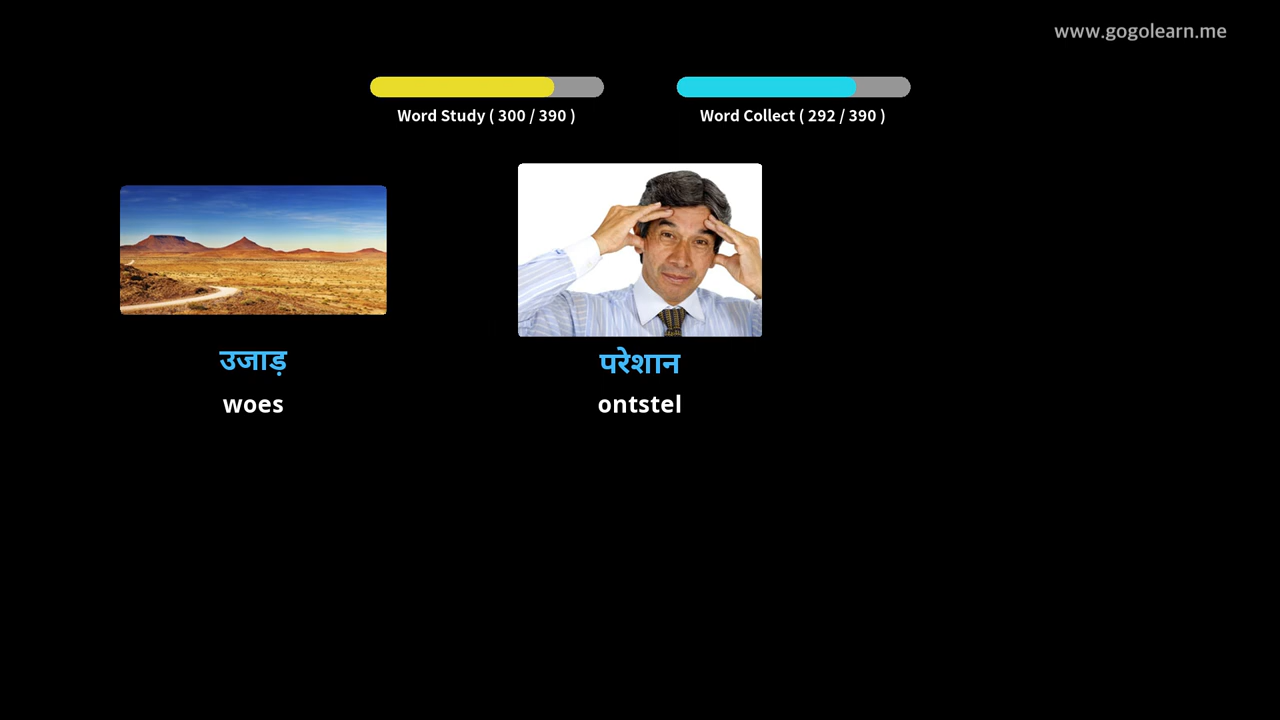 www.gogolearn.me
Word Study ( 300 / 390 )
Word Collect ( 292 / 390 )
उजाड़
woes
परेशान
ontstel